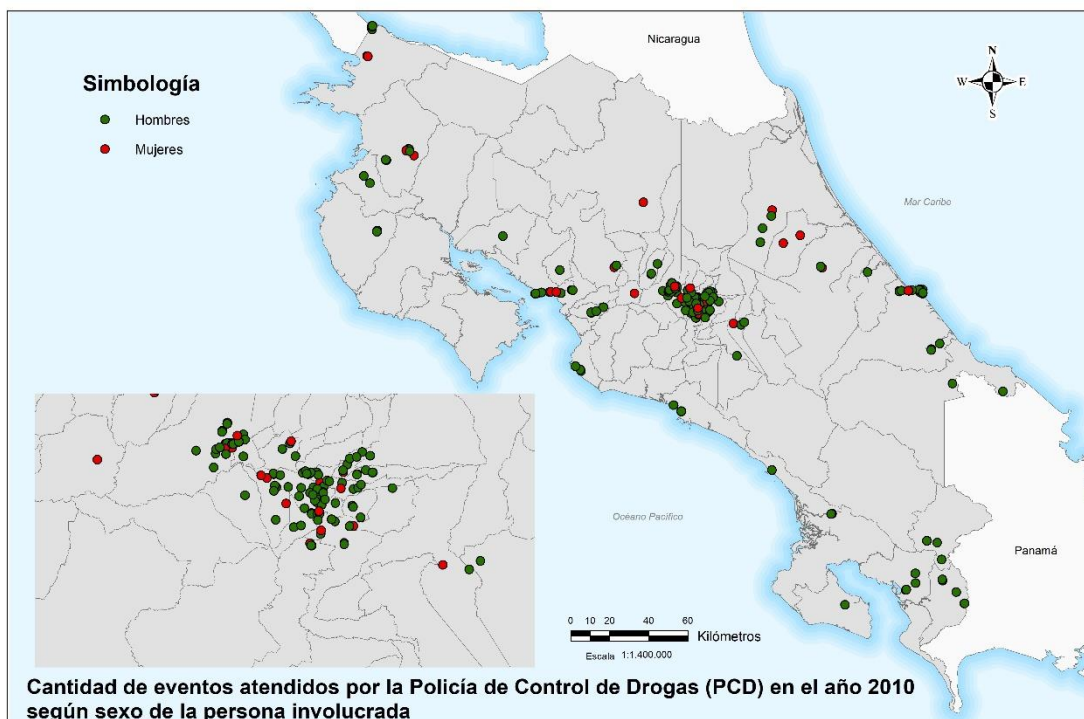 Nicaragua
N
W E
S
Simbología
Hombres
Mujeres
Mar Caribo
Océano Pacifico
Panamá
0 10 20 40 60
Kilómetros
Escala 1:1.400.000
Cantidad de eventos atendidos por la Policía de Control de Drogas (PCD) en el año 2010
según sexo de la persona involucrada